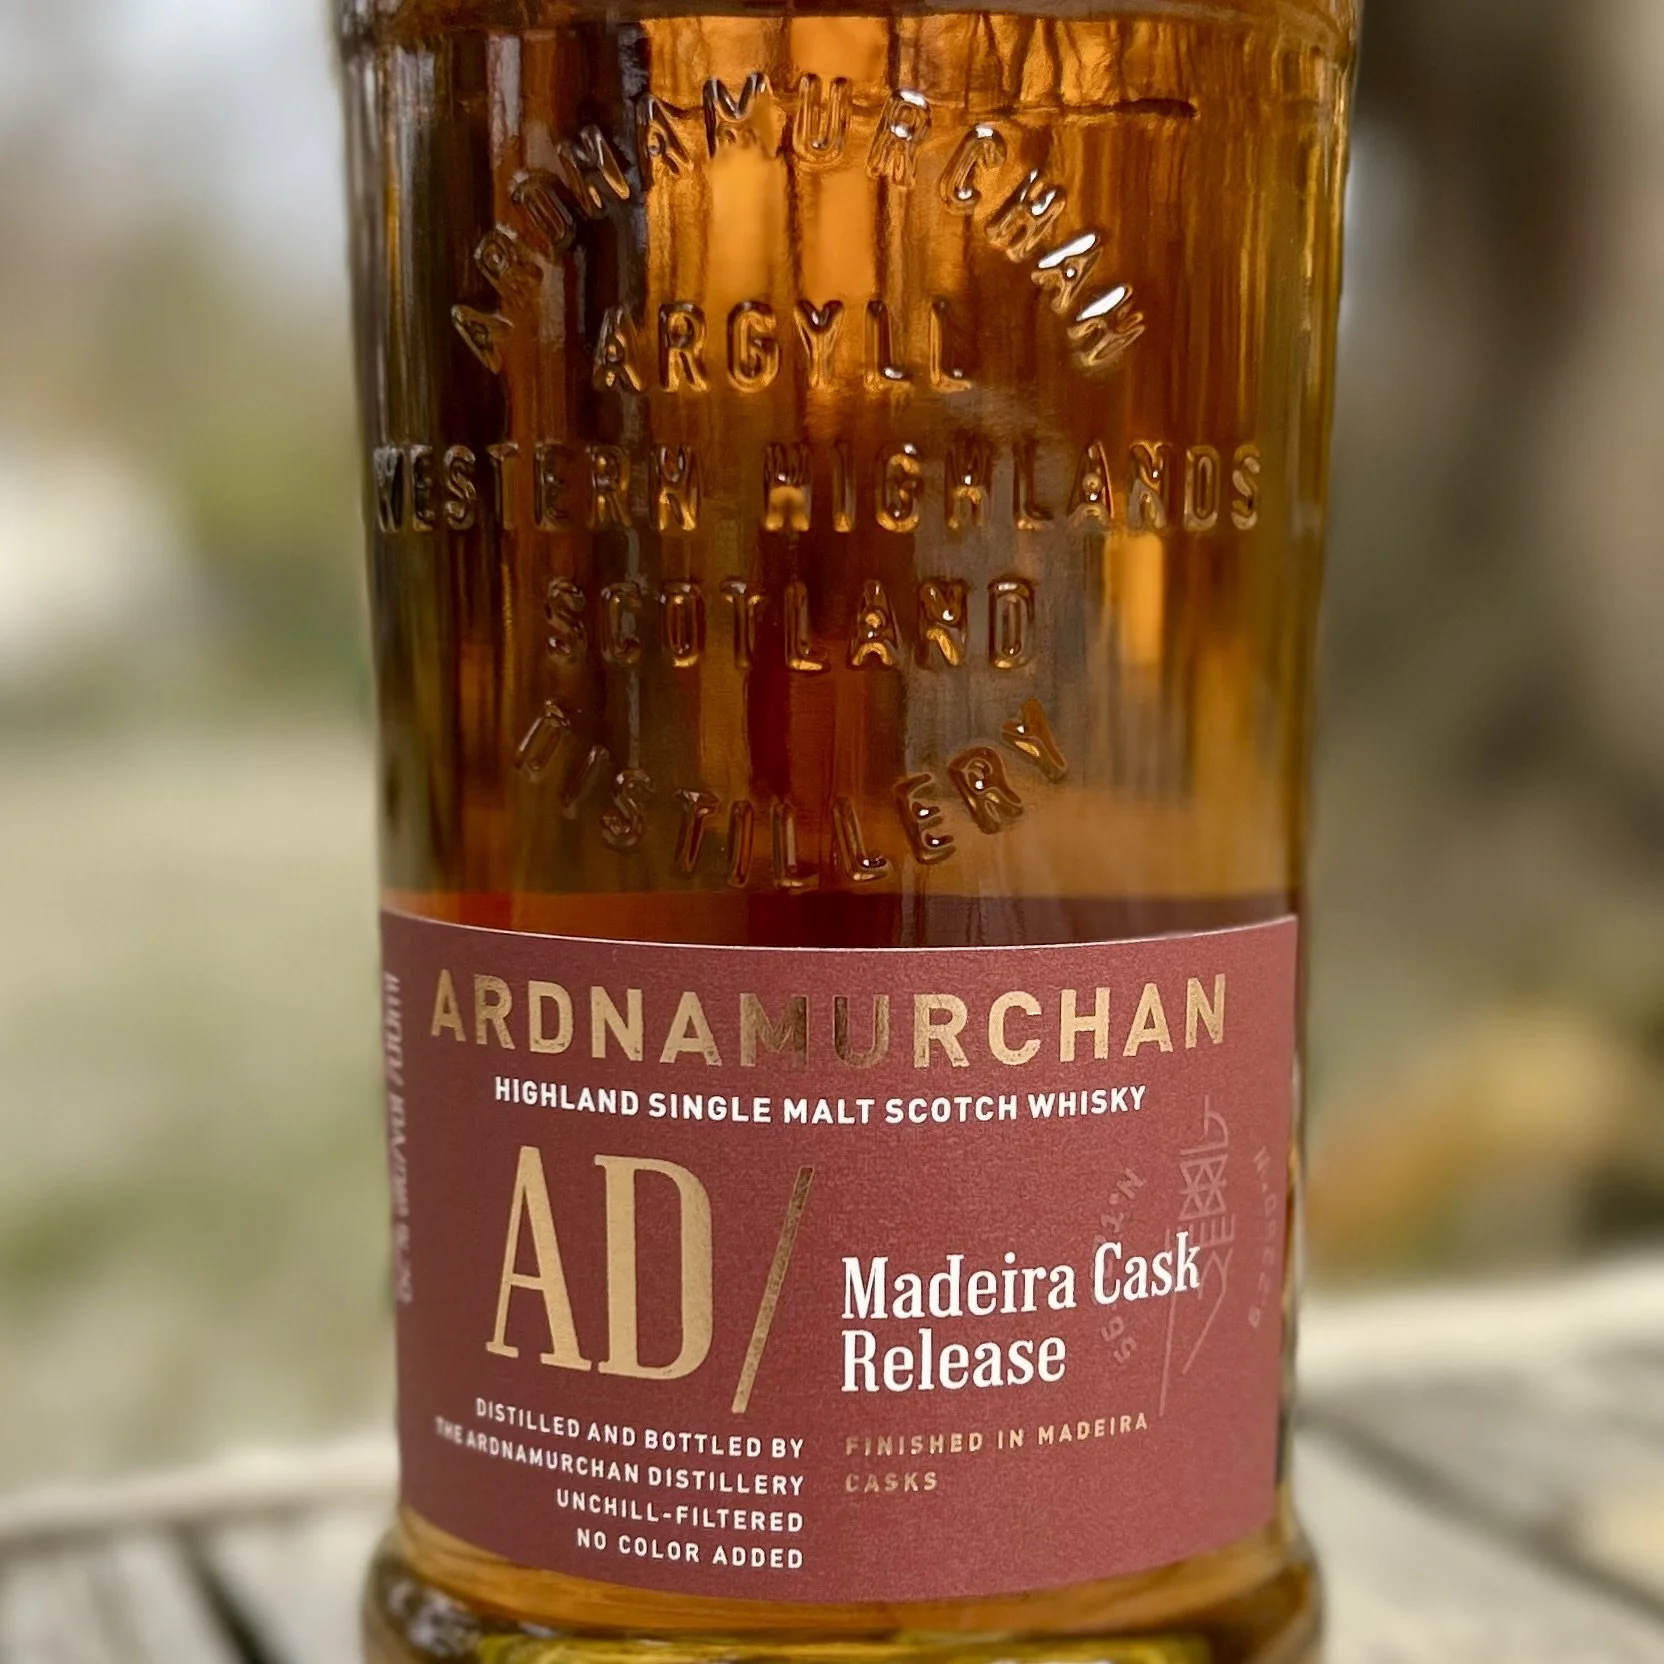 ARDNAMURCHAN
ARGYLL
WESTERN HIGHLANDS
SCOTLAND
DISTILLERY
ARDNAMURCHAN
HIGHLAND SINGLE MALT SCOTCH WHISKY
AD/
Madeira Cask
Release
DISTILLED AND BOTTLED BY
THE ARDNAMURCHAN DISTILLERY
UNCHILL-FILTERED
NO COLOR ADDED
FINISHED IN MADEIRA
CASKS